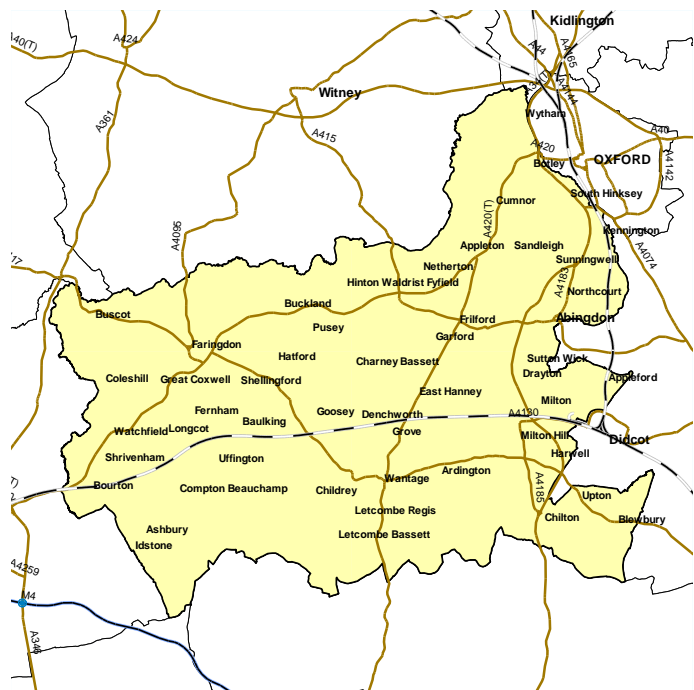 Kidlington
A424
A44
A4165
A361
Witney
A4144
Wytham
A415
A40
A420
Botley
OXFORD
A4142
South Hinksey
Cumnor
A420(T)
A4095
Kennington
Appleton
Sandleigh
A4074
Sunningwell
Netherton
Hinton Waldrist
Fyfield
A4183
Northcourt
Buckland
Buscot
Pusey
Frilford
Abingdon
Garford
Faringdon
Hatford
Charney Bassett
Sutton Wick
Drayton
Coleshill
Great Coxwell
Shellingford
Appleford
East Hanney
Milton
Fernham
Goosey
Denchworth
A4130
Baulking
Watchfield
Longcot
Grove
Milton Hill
Didcot
Harwell
Shrivenham
Uffington
Ardington
Bourton
Compton Beauchamp
Childrey
Wantage
A4185
Upton
Letcombe Regis
Chilton
Blewbury
Ashbury
Letcombe Bassett
Idstone
A4259
M4
A346